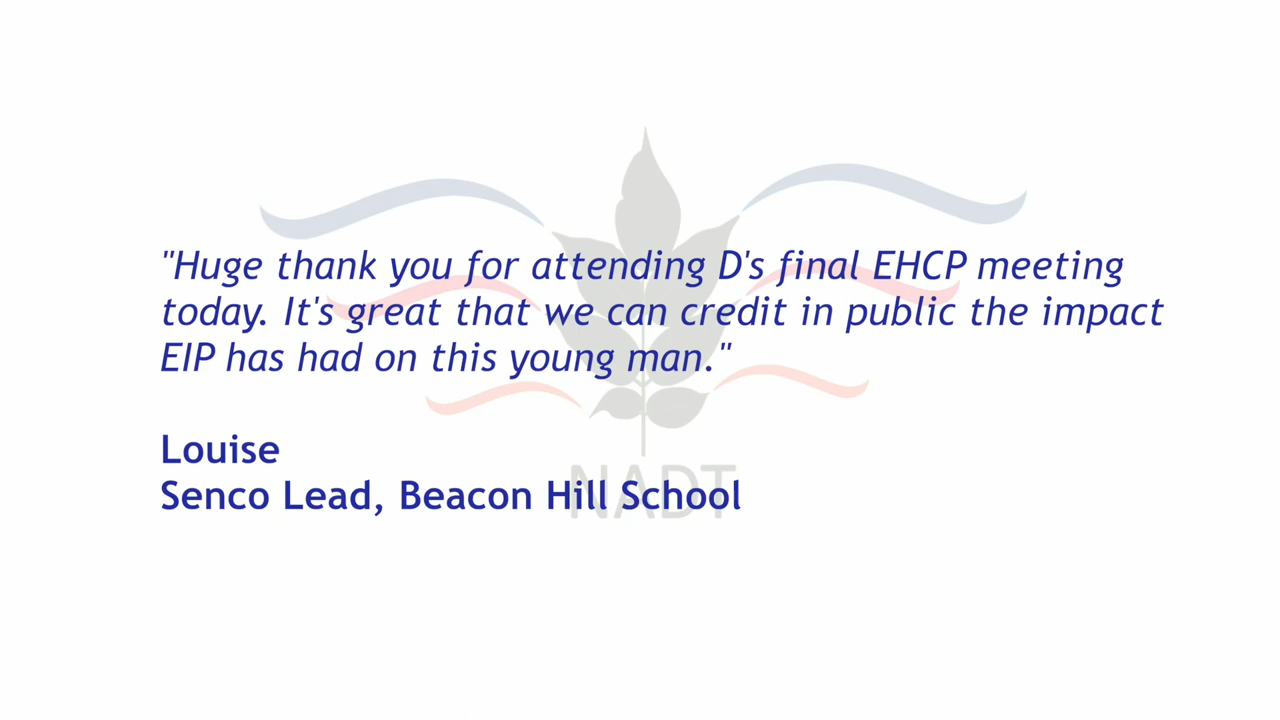 "Huge thank you for attending D's final EHCP meeting
today. It's great that we can credit in public the impact
EIP has had on this young man."
Louise
Senco Lead, Beacon Hill School
NADT